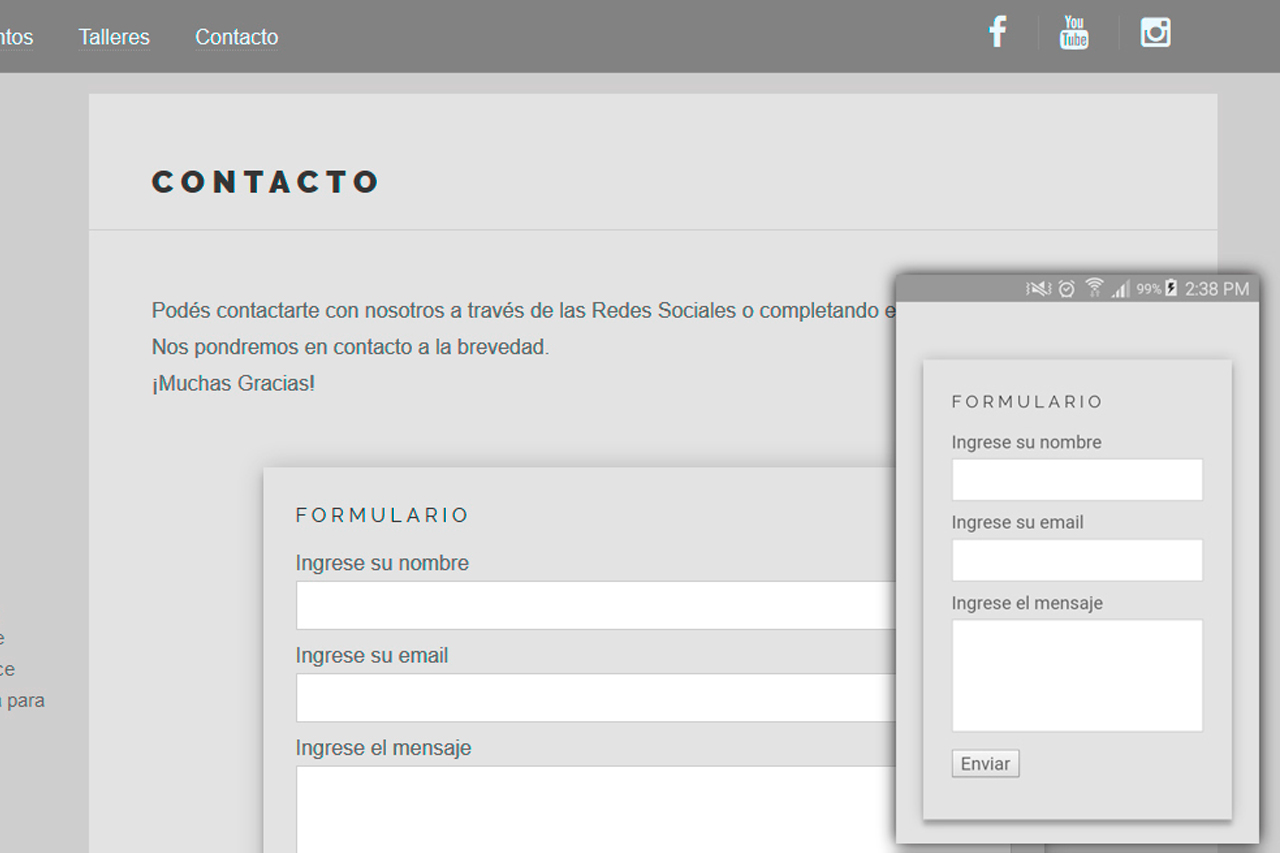 Talleres Contacto
You
Tube
CONTACTO
Podés contactarte con nosotros a través de las Redes Sociales o completando
Nos pondremos en contacto a la brevedad.
¡Muchas Gracias!
FORMULARIO
Ingrese su nombre
Ingrese su email
Ingrese el mensaje
para
99% 2:38 PM
FORMULARIO
Ingrese su nombre
Ingrese su email
Ingrese el mensaje
Enviar